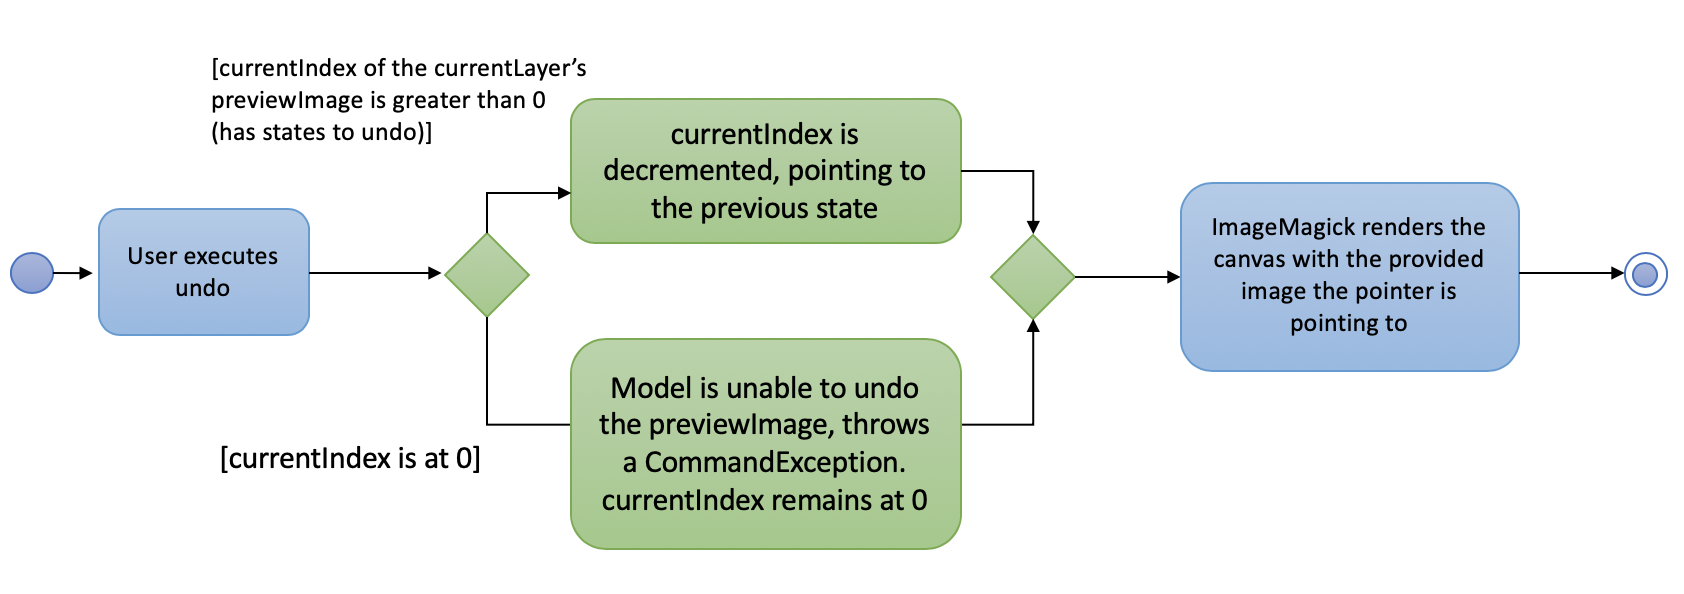 [currentIndex of the currentLayer’s
previewImage is greater than 0
(has states to undo)]
currentIndex is
decremented, pointing to
the previous state
User executes
undo
ImageMagick renders the
canvas with the provided
image the pointer is
pointing to
Model is unable to undo
the previewImage, throws
a CommandException.
currentIndex remains at 0
[currentIndex is at 0]